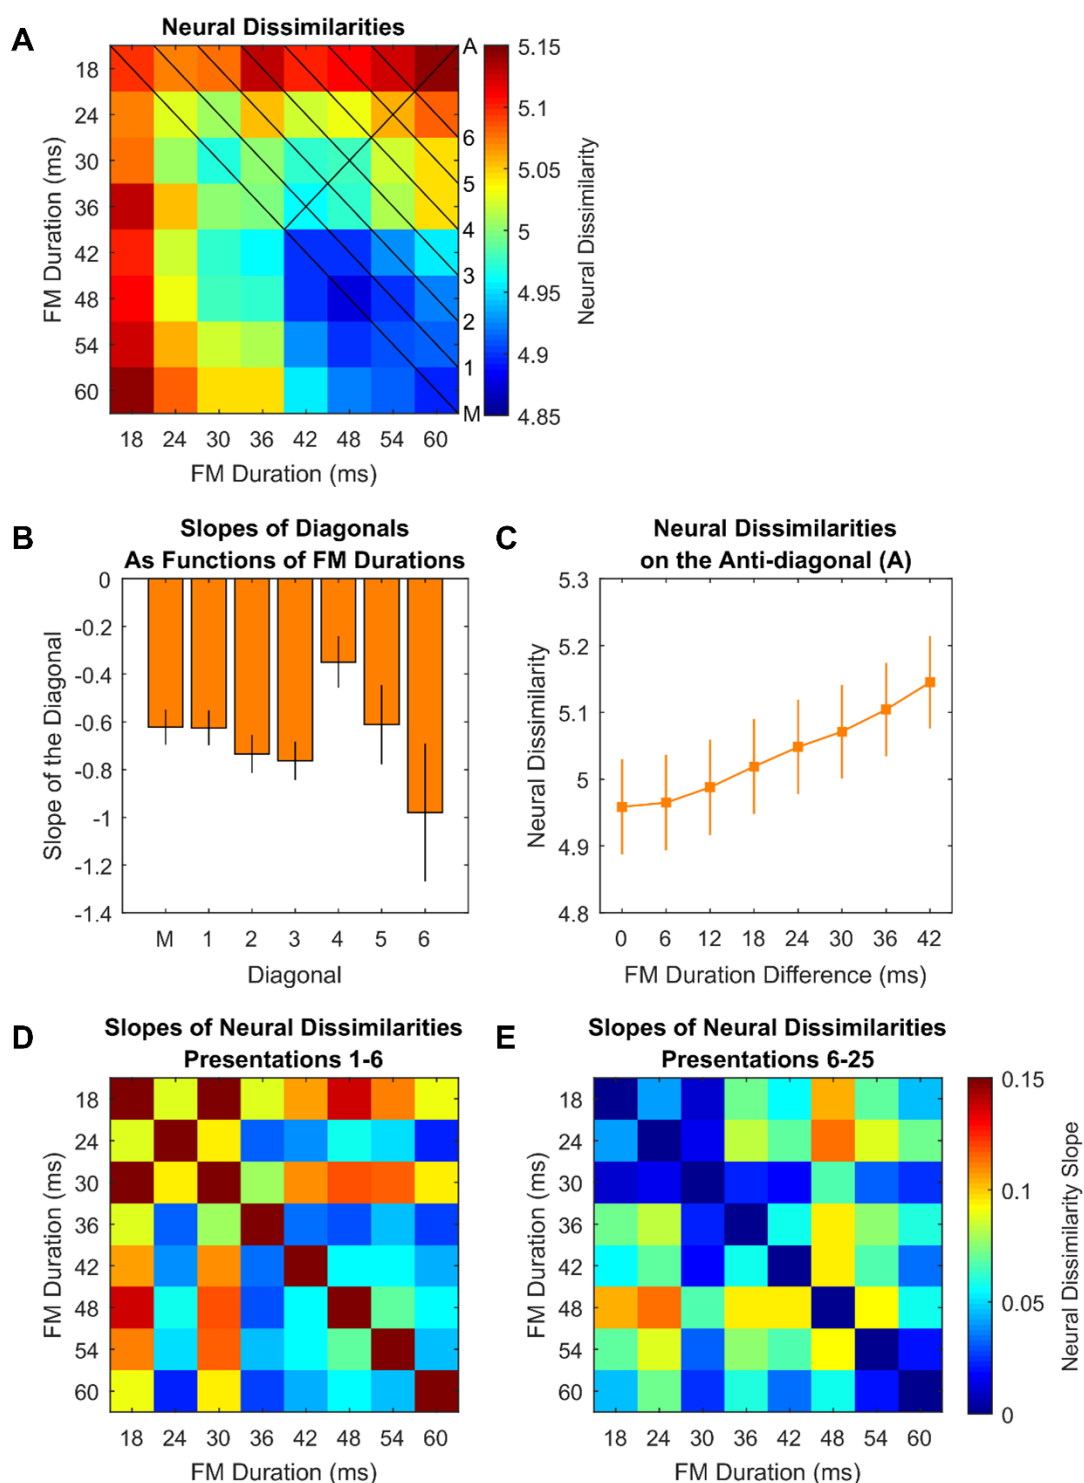 A
Neural Dissimilarities
18
24
30
36
42
48
54
60
FM Duration (ms)
18 24 30 36 42 48 54 60
FM Duration (ms)
A
6
5
4
3
2
1
M
5.15
5.1
5.05
5
4.95
4.9
4.85
Neural Dissimilarity
B
Slopes of Diagonals
As Functions of FM Durations
0
-0.2
-0.4
-0.6
-0.8
-1
-1.2
-1.4
Slope of the Diagonal
M 1 2 3 4 5 6
Diagonal
C
Neural Dissimilarities
on the Anti-diagonal (A)
5.3
5.2
5.1
5
4.9
4.8
Neural Dissimilarity
0 6 12 18 24 30 36 42
FM Duration Difference (ms)
D
Slopes of Neural Dissimilarities
Presentations 1-6
18
24
30
36
42
48
54
60
FM Duration (ms)
18 24 30 36 42 48 54 60
FM Duration (ms)
E
Slopes of Neural Dissimilarities
Presentations 6-25
18
24
30
36
42
48
54
60
FM Duration (ms)
18 24 30 36 42 48 54 60
FM Duration (ms)
0.15
0.1
0.05
0
Neural Dissimilarity Slope